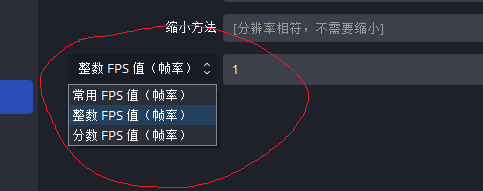 缩小方法 [分辨率相符，不需要缩小]
整数 FPS 值（帧率） 1
常用 FPS 值（帧率）
整数 FPS 值（帧率）
分数 FPS 值（帧率）